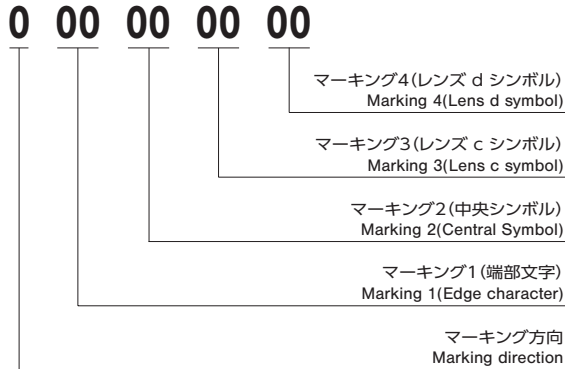 0 00 00 00 00
マーキング4(レンズ d シンボル)
Marking 4(Lens d symbol)
マーキング3(レンズ c シンボル)
Marking 3(Lens c symbol)
マーキング2(中央シンボル)
Marking 2(Central Symbol)
マーキング1(端部文字)
Marking 1(Edge character)
マーキング方向
Marking direction